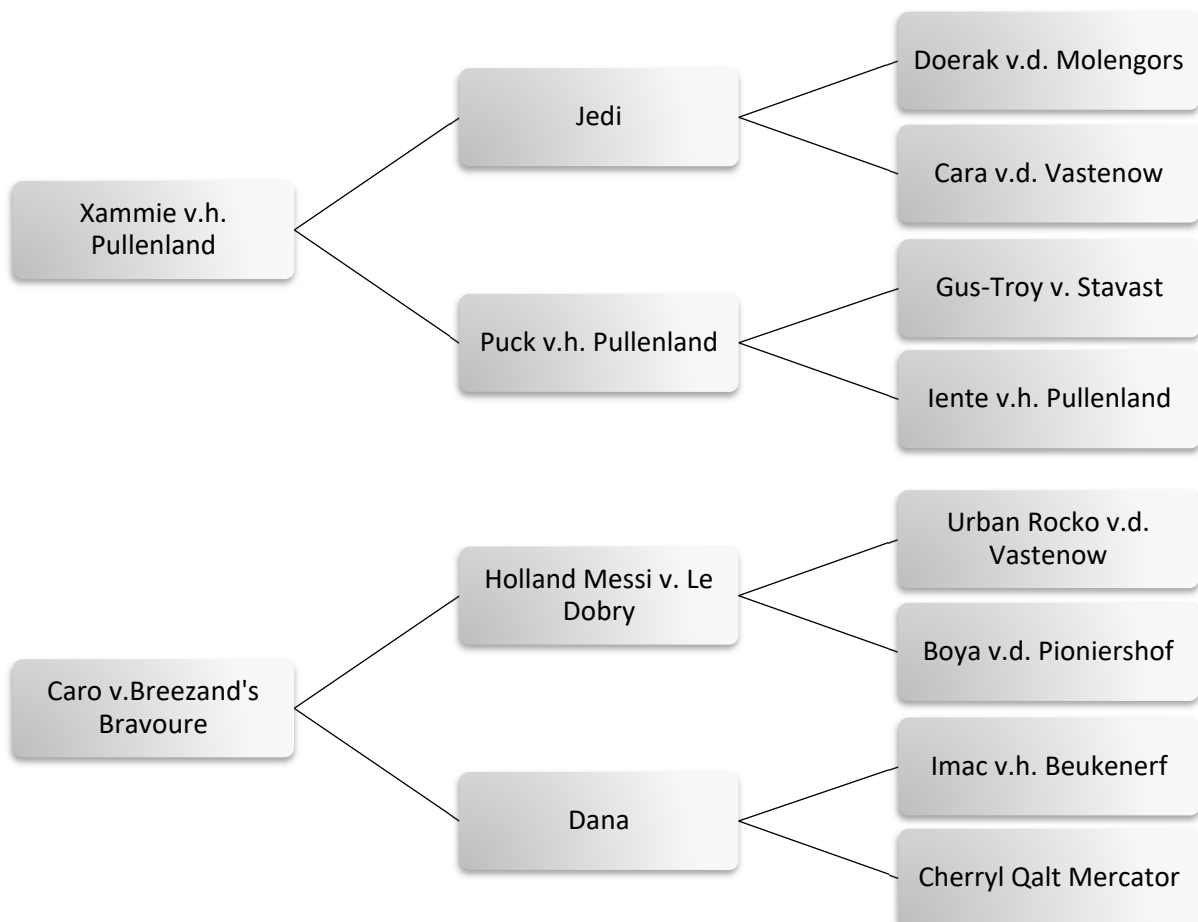 Doerak v.d. Molengors
Jedi
Cara v.d. Vastenow
Xammie v.h.
Pullenland
Gus-Troy v. Stavast
Puck v.h. Pullenland
Iente v.h. Pullenland
Urban Rocko v.d.
Vastenow
Holland Messi v. Le
Dobry
Boya v.d. Pioniershof
Caro v.Breezand's
Bravoure
Imac v.h. Beukenerf
Dana
Cherryl Qalt Mercator